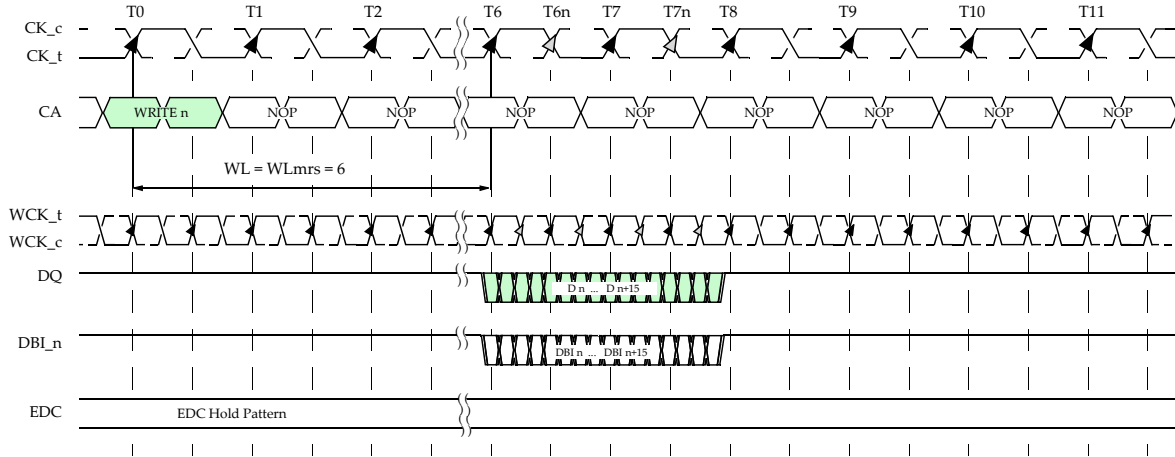 T0 T1 T2 T6 T6n T7 T7n T8 T9 T10 T11
CK_c
CK_t
CA WRITE n NOP NOP NOP NOP NOP NOP NOP NOP
WL = WLmrs = 6
WCK_t
WCK_c
DQ
D n ... D n+15
DBI_n
DBI n ... DBI n+15
EDC EDC Hold Pattern